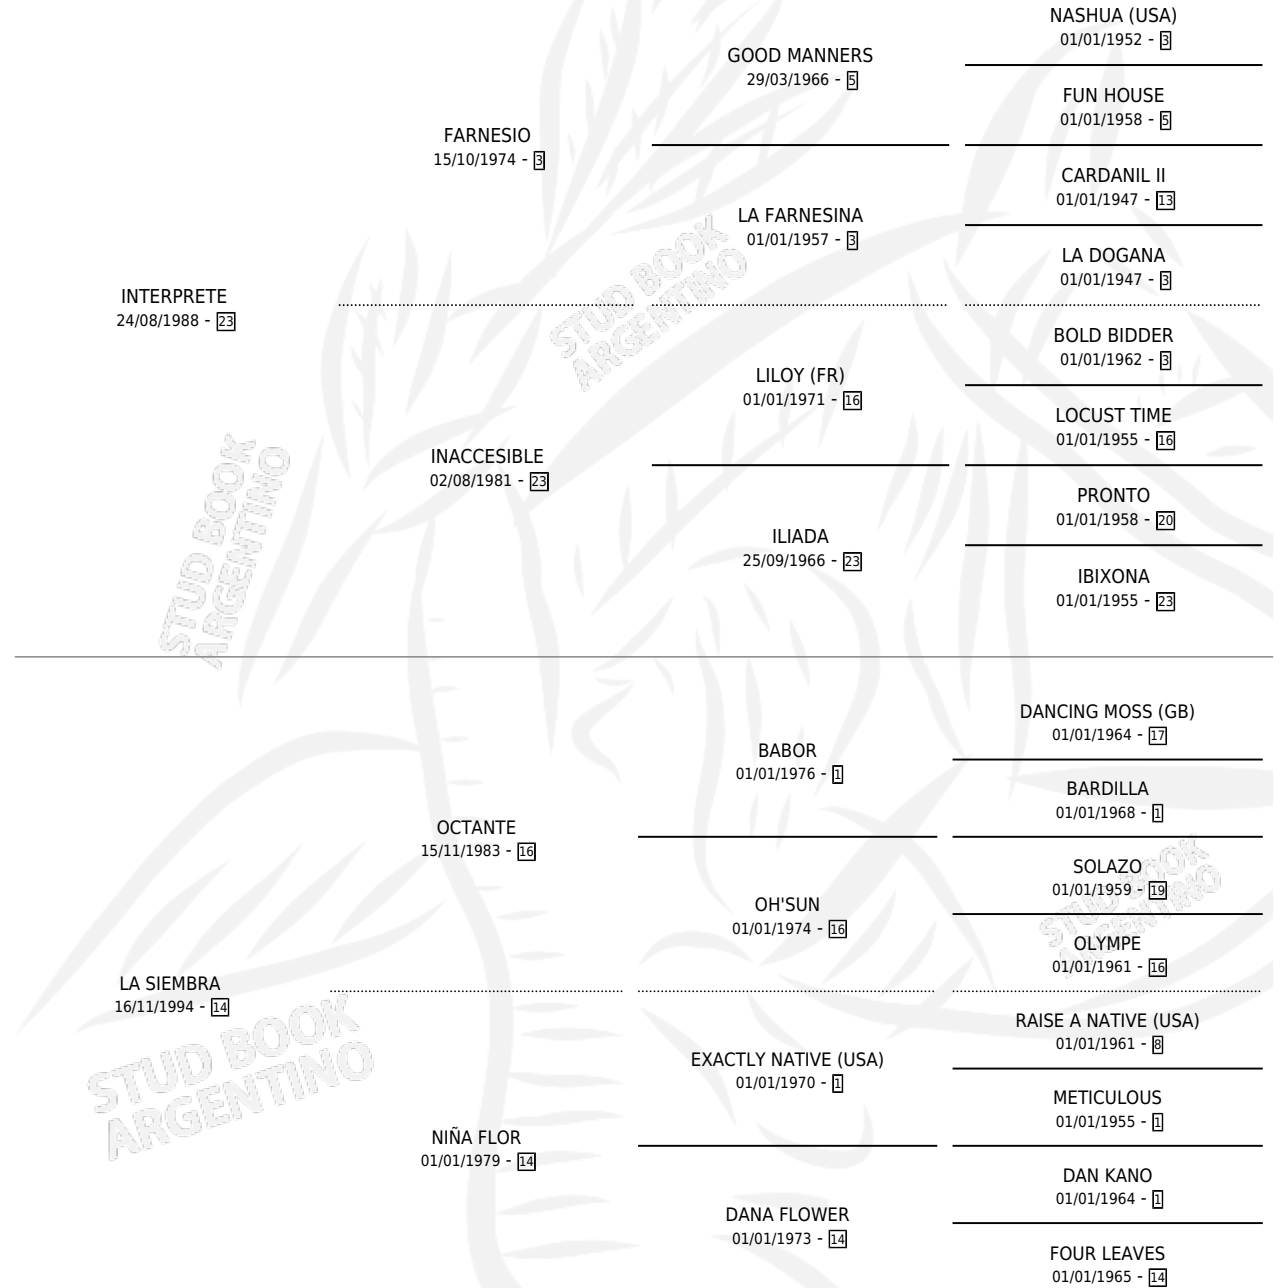 NASHUA (USA)
01/01/1952 - 3
GOOD MANNERS
29/03/1966 - 5
FUN HOUSE
01/01/1958 - 5
FARNESIO
15/10/1974 - 3
CARDANIL II
01/01/1947 - 13
LA FARNESINA
01/01/1957 - 3
LA DOGANA
01/01/1947 - 3
INTERPRETE
24/08/1988 - 23
BOLD BIDDER
01/01/1962 - 3
LILOY (FR)
01/01/1971 - 16
LOCUST TIME
01/01/1955 - 16
INACCESIBLE
02/08/1981 - 23
PRONTO
01/01/1958 - 20
ILIADA
25/09/1966 - 23
IBIXONA
01/01/1955 - 23
DANCING MOSS (GB)
01/01/1964 - 17
BABOR
01/01/1976 - 1
BARDILLA
01/01/1968 - 1
OCTANTE
15/11/1983 - 16
SOLAZO
01/01/1959 - 19
OH'SUN
01/01/1974 - 16
OLYMPE
01/01/1961 - 16
LA SIEMBRA
16/11/1994 - 14
RAISE A NATIVE (USA)
01/01/1961 - 8
EXACTLY NATIVE (USA)
01/01/1970 - 1
METICULOUS
01/01/1955 - 1
NIÑA FLOR
01/01/1979 - 14
DAN KANO
01/01/1964 - 1
DANA FLOWER
01/01/1973 - 14
FOUR LEAVES
01/01/1965 - 14
STUD BOOK
ARGENTINO
STUD BOOK
ARGENTINO
STUD BOOK
ARGENTINO
STUD BOOK
ARGENTINO